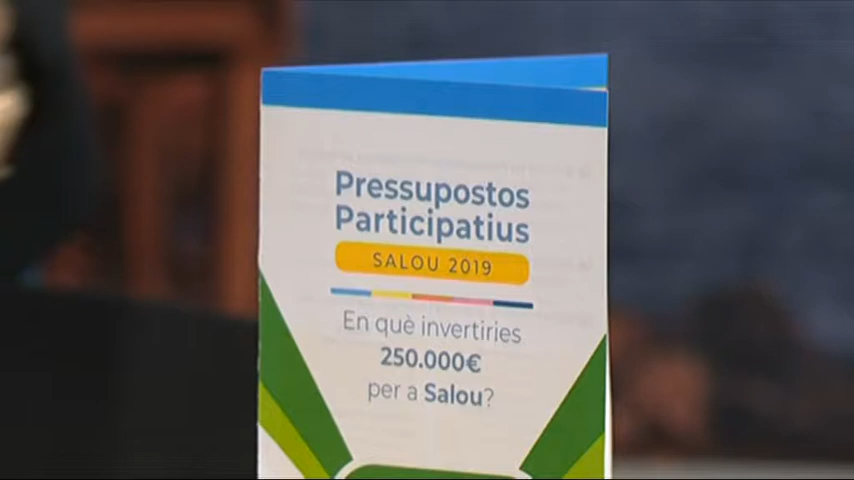 Pressupostos
Participatius
SALOU 2019
En què invertiries
250.000€
per a Salou?